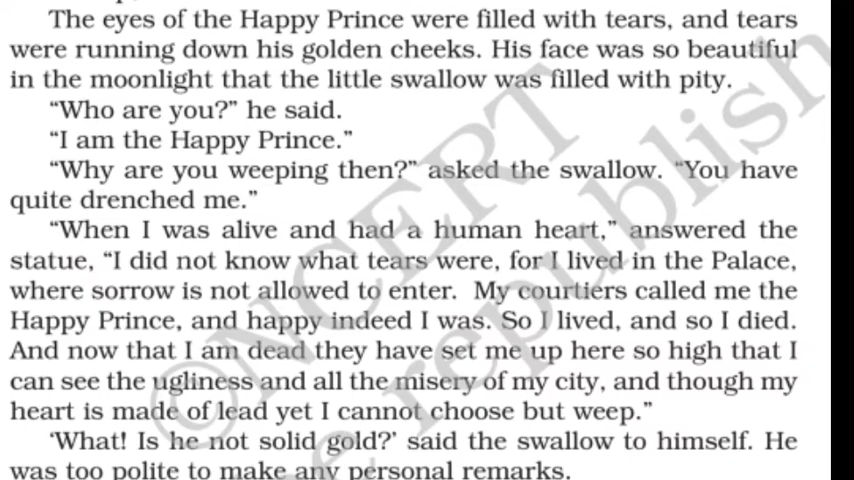 The eyes of the Happy Prince were filled with tears, and tears
were running down his golden cheeks. His face was so beautiful
in the moonlight that the little swallow was filled with pity.
“Who are you?” he said.
“I am the Happy Prince.”
“Why are you weeping then?” asked the swallow. “You have
quite drenched me.”
“When I was alive and had a human heart,” answered the
statue, “I did not know what tears were, for I lived in the Palace,
where sorrow is not allowed to enter. My courtiers called me the
Happy Prince, and happy indeed I was. So I lived, and so I died.
And now that I am dead they have set me up here so high that I
can see the ugliness and all the misery of my city, and though my
heart is made of lead yet I cannot choose but weep.”
‘What! Is he not solid gold?’ said the swallow to himself. He
was too polite to make any personal remarks.
©NCERT
be republish